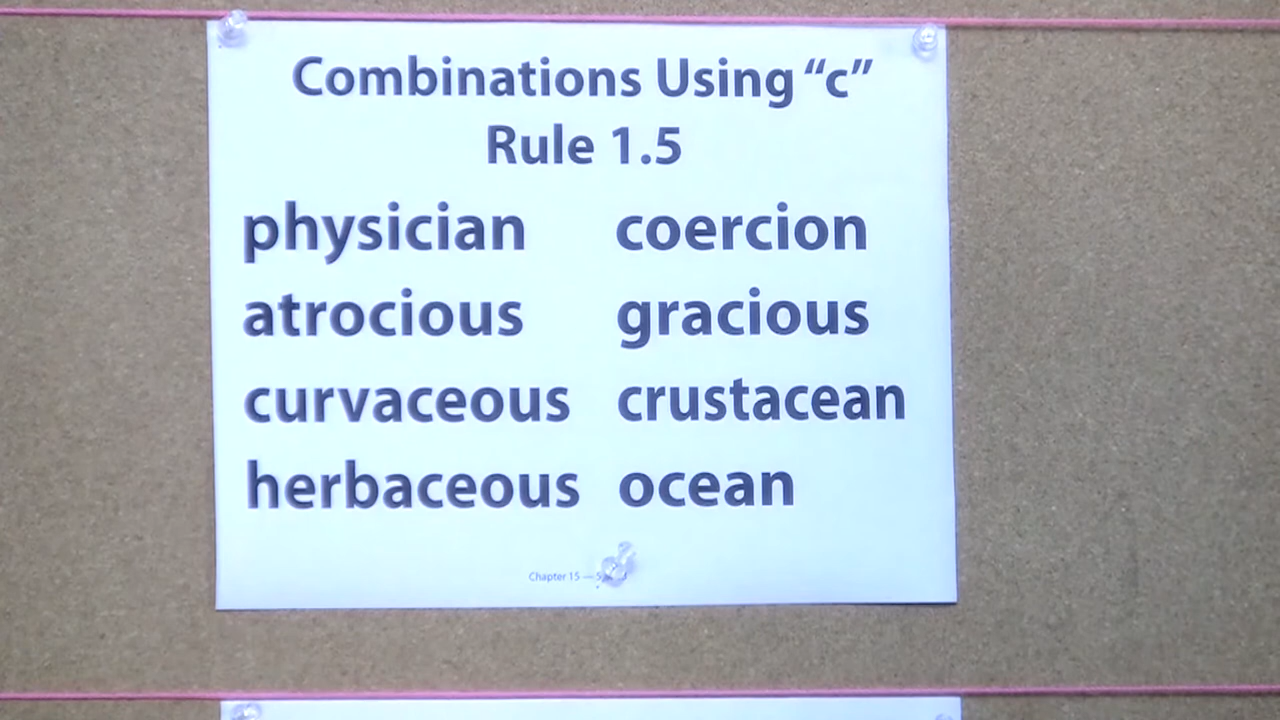 Combinations Using “c”
Rule 1.5
physician coercion
atrocious gracious
curvaceous crustacean
herbaceous ocean
Chapter 15 —